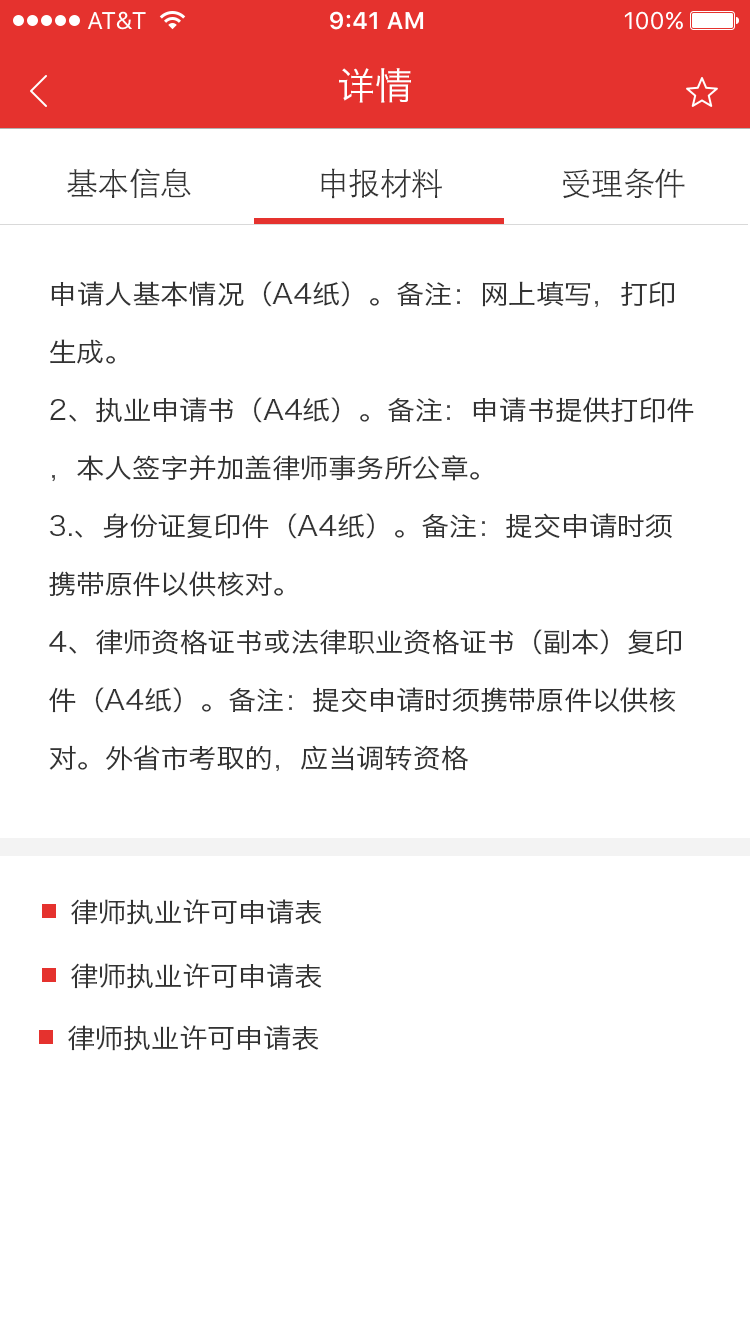 AT&T 9:41 AM 100%
详情
基本信息 申报材料 受理条件
申请人基本情况（A4纸）。备注：网上填写，打印
生成。
2、执业申请书（A4纸）。备注：申请书提供打印件
，本人签字并加盖律师事务所公章。
3.、身份证复印件（A4纸）。备注：提交申请时须
携带原件以供核对。
4、律师资格证书或法律职业资格证书（副本）复印
件（A4纸）。备注：提交申请时须携带原件以供核
对。外省市考取的，应当调转资格
律师执业许可申请表
律师执业许可申请表
律师执业许可申请表